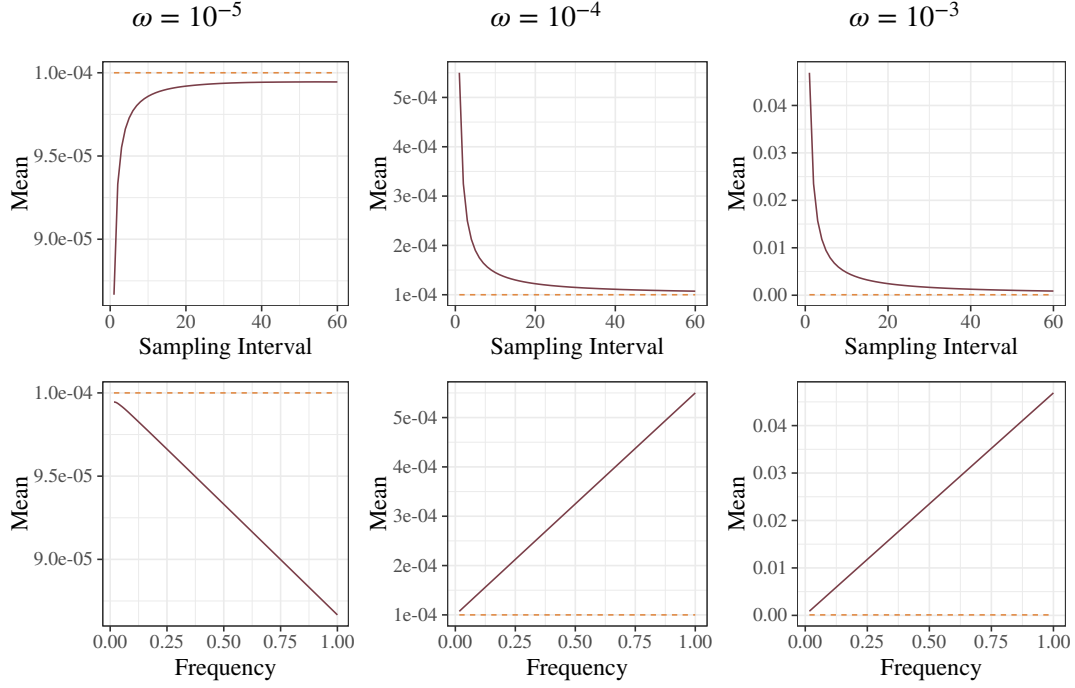 ω = 10⁻⁵
ω = 10⁻⁴
ω = 10⁻³
Mean
1.0e-04
9.5e-05
9.0e-05
0 20 40 60
Sampling Interval
Mean
5e-04
4e-04
3e-04
2e-04
1e-04
0 20 40 60
Sampling Interval
Mean
0.04
0.03
0.02
0.01
0.00
0 20 40 60
Sampling Interval
Mean
1.0e-04
9.5e-05
9.0e-05
0.00 0.25 0.50 0.75 1.00
Frequency
Mean
5e-04
4e-04
3e-04
2e-04
1e-04
0.00 0.25 0.50 0.75 1.00
Frequency
Mean
0.04
0.03
0.02
0.01
0.00
0.00 0.25 0.50 0.75 1.00
Frequency